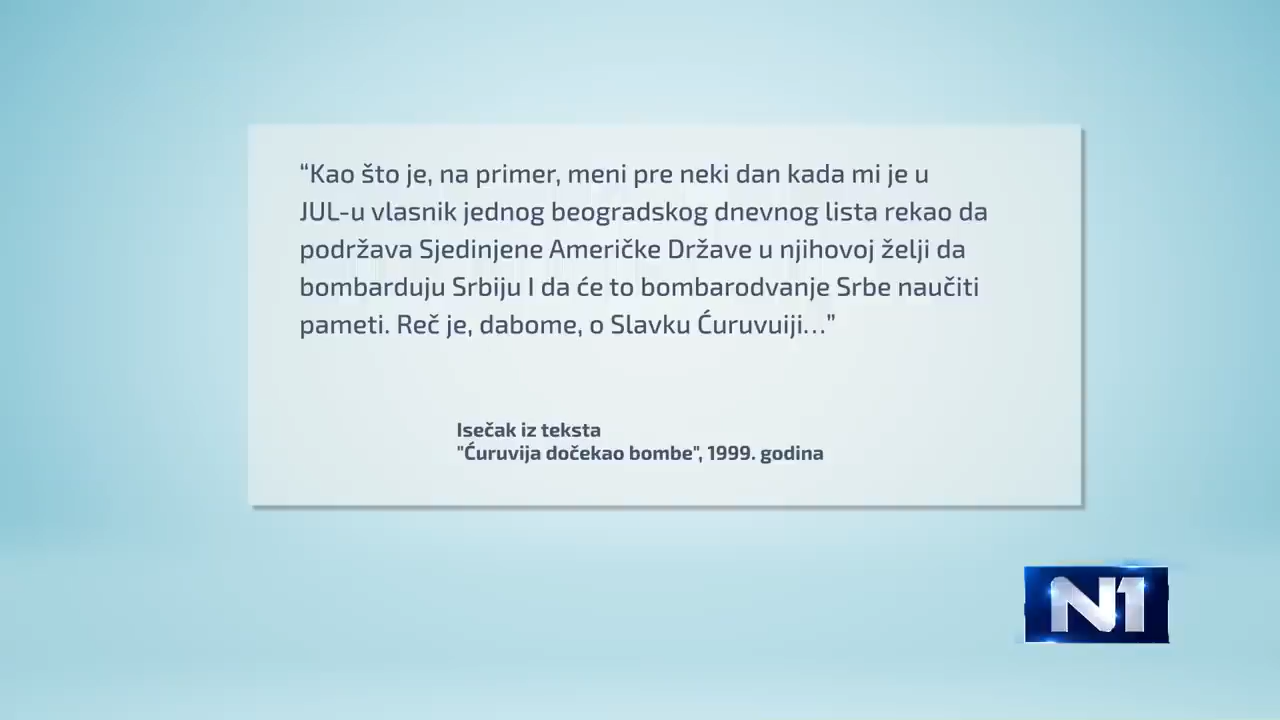 “Kao što je, na primer, meni pre neki dan kada mi je u
JUL-u vlasnik jednog beogradskog dnevnog lista rekao da
podržava Sjedinjene Američke Države u njihovoj želji da
bombarduju Srbiju I da će to bombarodvanje Srbe naučiti
pameti. Reč je, dabome, o Slavku Ćuruvuiji...”
Isečak iz teksta
"Ćuruvija dočekao bombe", 1999. godina
N1